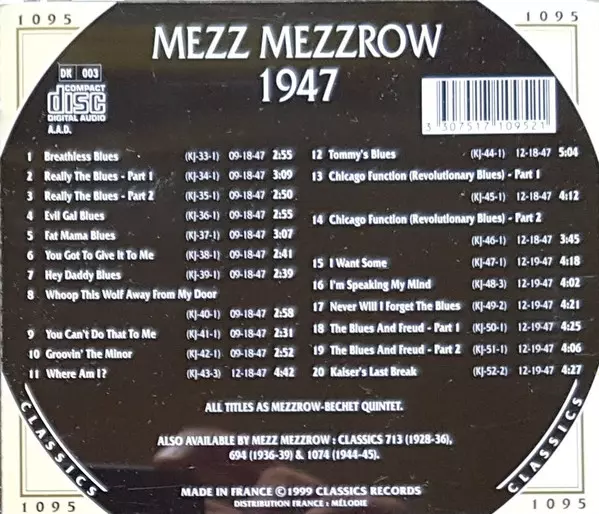 1095
1095
MEZZ MEZZROW
1947
DK 003
COMPACT
disc
DIGITAL AUDIO
A.A.D.
3 307517 109521
1 Breathless Blues (KJ-33-1) 09-18-47 2:55
2 Really The Blues - Part 1 (KJ-34-1) 09-18-47 3:09
3 Really The Blues - Part 2 (KJ-35-1) 09-18-47 2:50
4 Evil Gal Blues (KJ-36-1) 09-18-47 2:55
5 Fat Mama Blues (KJ-37-1) 09-18-47 3:07
6 You Got To Give It To Me (KJ-38-1) 09-18-47 2:41
7 Hey Daddy Blues (KJ-39-1) 09-18-47 2:39
8 Whoop This Wolf Away From My Door
(KJ-40-1) 09-18-47 2:58
9 You Can't Do That To Me (KJ-41-1) 09-18-47 2:31
10 Groovin' The Minor (KJ-42-1) 09-18-47 2:52
11 Where Am I? (KJ-43-3) 12-18-47 4:42
12 Tommy's Blues (KJ-44-1) 12-18-47 5:04
13 Chicago Function (Revolutionary Blues) - Part 1
(KJ-45-1) 12-18-47 4:12
14 Chicago Function (Revolutionary Blues) - Part 2
(KJ-46-1) 12-18-47 3:45
15 I Want Some (KJ-47-1) 12-19-47 4:18
16 I'm Speaking My Mind (KJ-48-3) 12-19-47 4:02
17 Never Will I Forget The Blues (KJ-49-2) 12-19-47 4:21
18 The Blues And Freud - Part 1 (KJ-50-1) 12-19-47 4:25
19 The Blues And Freud - Part 2 (KJ-51-1) 12-19-47 4:06
20 Kaiser's Last Break (KJ-52-2) 12-19-47 4:27
ALL TITLES AS MEZZROW-BECHET QUINTET.
ALSO AVAILABLE BY MEZZ MEZZROW : CLASSICS 713 (1928-36),
694 (1936-39) & 1074 (1944-45).
MADE IN FRANCE ©1999 CLASSICS RECORDS
DISTRIBUTION FRANCE : MÉLODIE
CLASSICS
CLASSICS
1095
1095